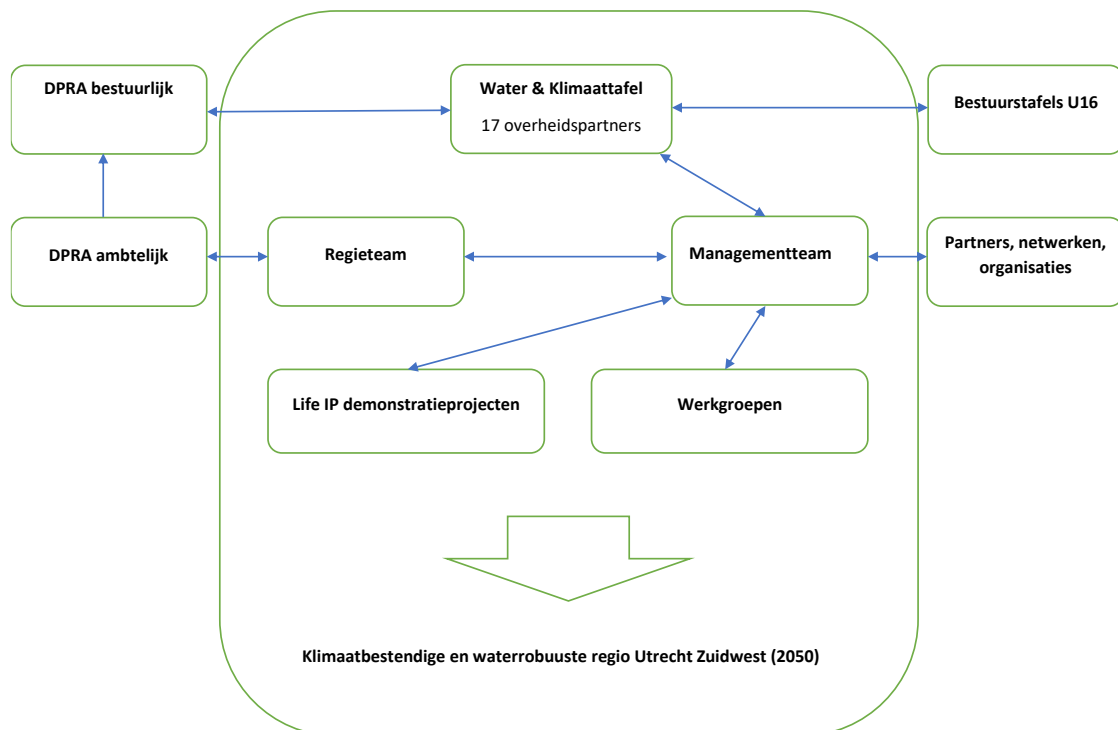 DPRA bestuurlijk
Water & Klimaattafel
17 overheidspartners
Bestuurstafels U16
DPRA ambtelijk
Regieteam
Managementteam
Partners, netwerken,
organisaties
Life IP demonstratieprojecten
Werkgroepen
Klimaatbestendige en waterrobuuste regio Utrecht Zuidwest (2050)